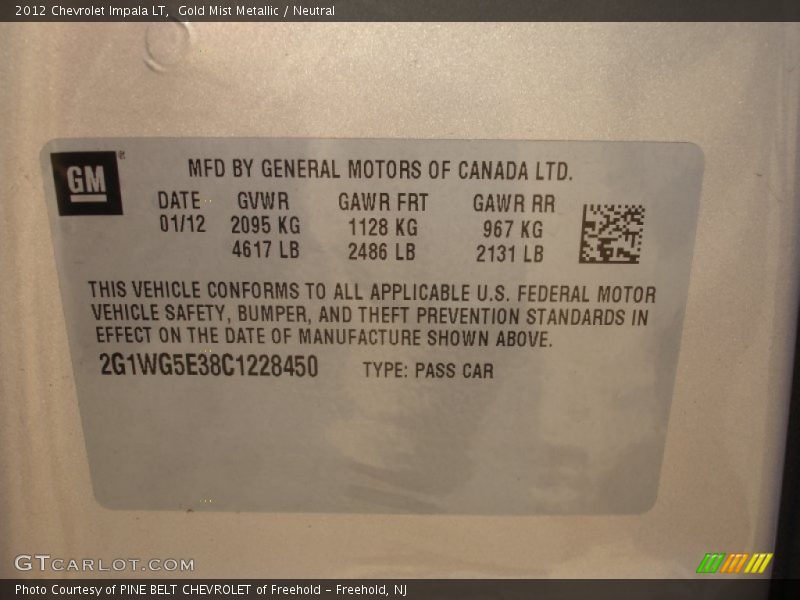 2012 Chevrolet Impala LT, Gold Mist Metallic / Neutral
GM
MFD BY GENERAL MOTORS OF CANADA LTD.
DATE GVWR GAWR FRT GAWR RR
01/12 2095 KG 1128 KG 967 KG
4617 LB 2486 LB 2131 LB
THIS VEHICLE CONFORMS TO ALL APPLICABLE U.S. FEDERAL MOTOR
VEHICLE SAFETY, BUMPER, AND THEFT PREVENTION STANDARDS IN
EFFECT ON THE DATE OF MANUFACTURE SHOWN ABOVE.
2G1WG5E38C1228450 TYPE: PASS CAR
GTCARLOT.COM
Photo Courtesy of PINE BELT CHEVROLET of Freehold – Freehold, NJ